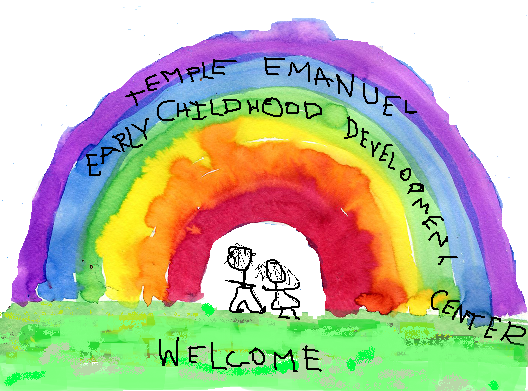 TEMPLE EMANUEL
EARLY CHILDHOOD DEVELOPMENT CENTER
WELCOME